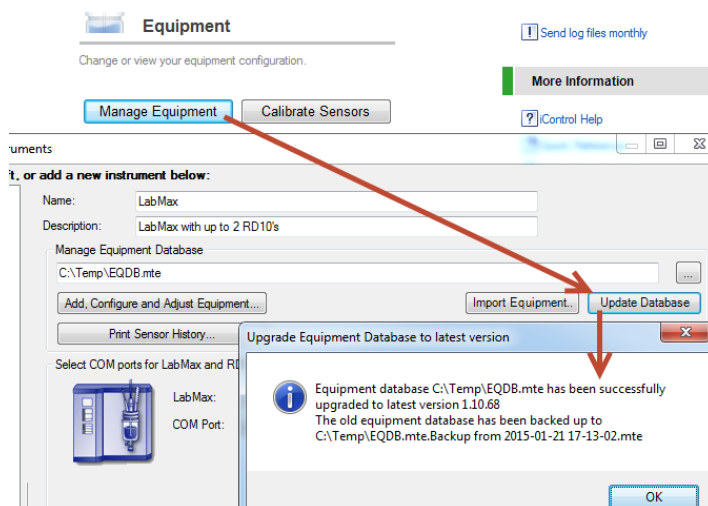 Equipment
Send log files monthly
Change or view your equipment configuration.
More Information
Manage Equipment
Calibrate Sensors
iControl Help
uments
t, or add a new instrument below:
Name:
LabMax
Description:
LabMax with up to 2 RD10's
Manage Equipment Database
C:\Temp\EQDB.mte
...
Add, Configure and Adjust Equipment...
Import Equipment..
Update Database
Print Sensor History...
Upgrade Equipment Database to latest version
Select COM ports for LabMax and RD
LabMax:
COM Port:
Equipment database C:\Temp\EQDB.mte has been successfully
upgraded to latest version 1.10.68
The old equipment database has been backed up to
C:\Temp\EQDB.mte.Backup from 2015-01-21 17-13-02.mte
OK